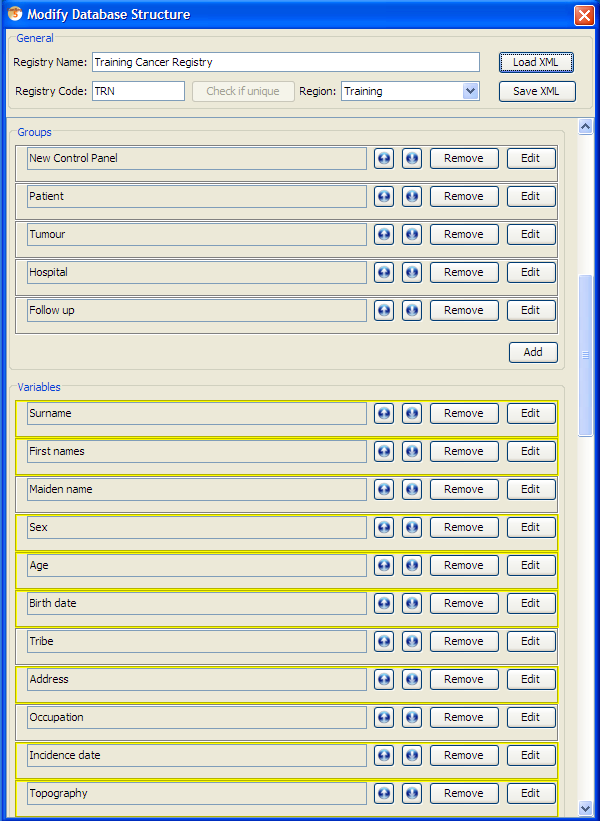 Modify Database Structure
General
Registry Name: Training Cancer Registry Load XML
Registry Code: TRN Check if unique Region: Training Save XML
Groups
New Control Panel Remove Edit
Patient Remove Edit
Tumour Remove Edit
Hospital Remove Edit
Follow up Remove Edit
Add
Variables
Surname Remove Edit
First names Remove Edit
Maiden name Remove Edit
Sex Remove Edit
Age Remove Edit
Birth date Remove Edit
Tribe Remove Edit
Address Remove Edit
Occupation Remove Edit
Incidence date Remove Edit
Topography Remove Edit